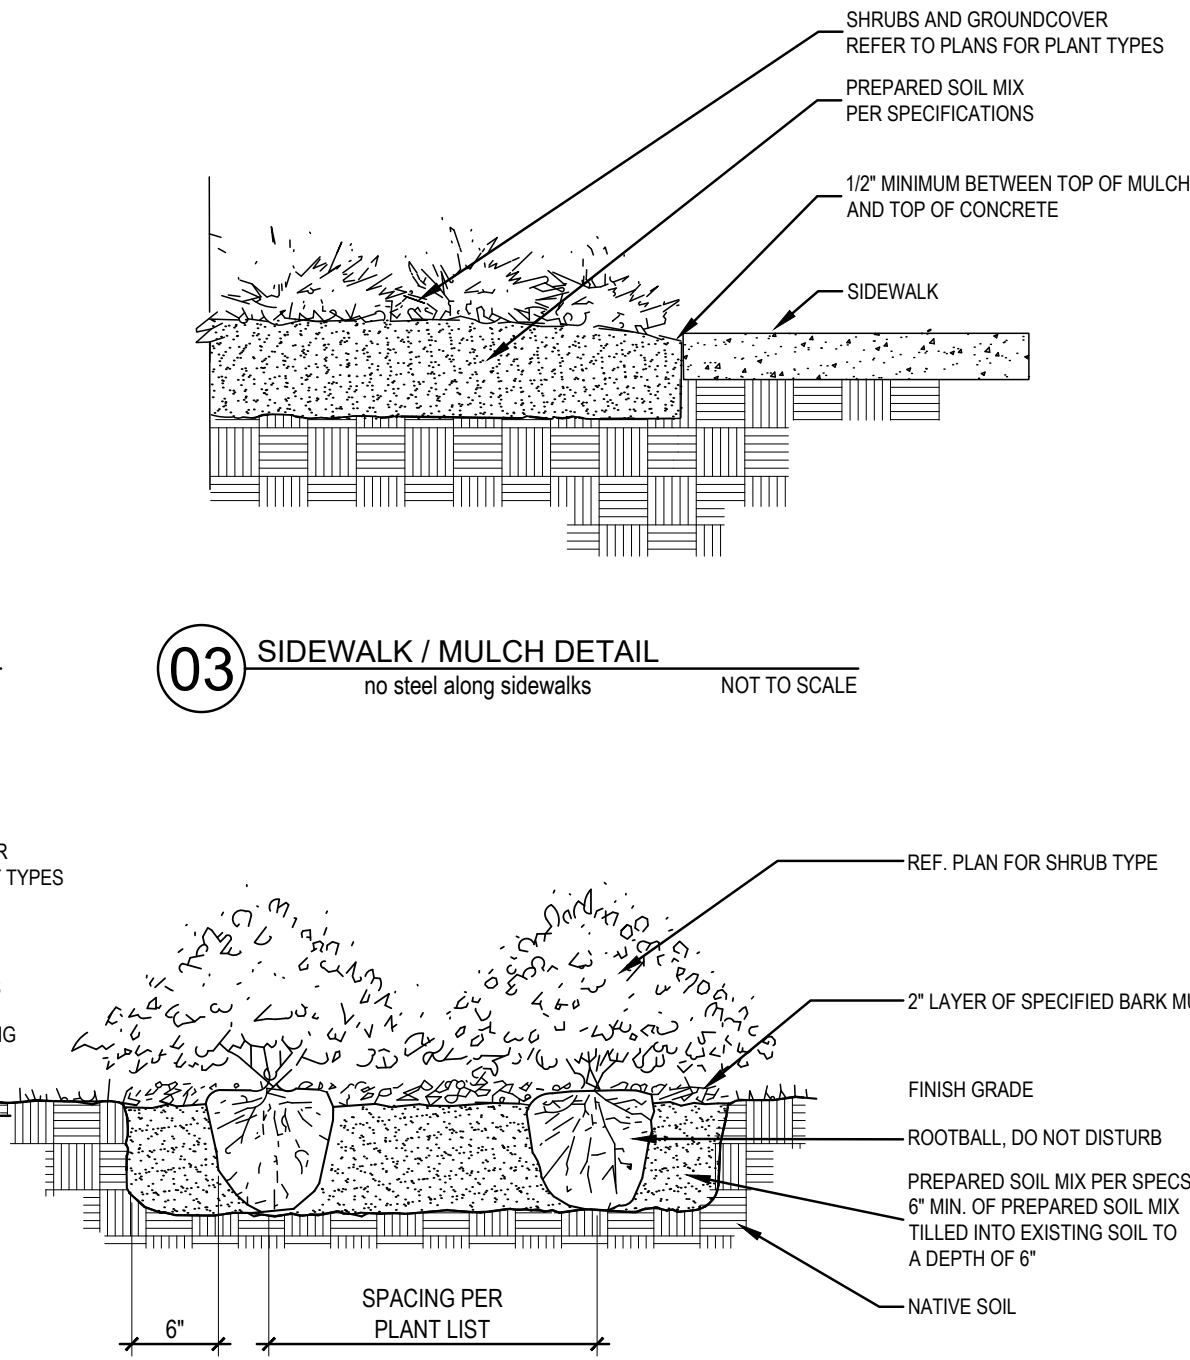 SHRUBS AND GROUNDCOVER
REFER TO PLANS FOR PLANT TYPES
PREPARED SOIL MIX
PER SPECIFICATIONS
1/2" MINIMUM BETWEEN TOP OF MULCH
AND TOP OF CONCRETE
SIDEWALK
03
SIDEWALK / MULCH DETAIL
no steel along sidewalks
NOT TO SCALE
TYPES
REF. PLAN FOR SHRUB TYPE
2" LAYER OF SPECIFIED BARK
FINISH GRADE
ROOTBALL, DO NOT DISTURB
PREPARED SOIL MIX PER SPECS
6" MIN. OF PREPARED SOIL MIX
TILLED INTO EXISTING SOIL TO
A DEPTH OF 6"
NATIVE SOIL
SPACING PER
PLANT LIST
6"